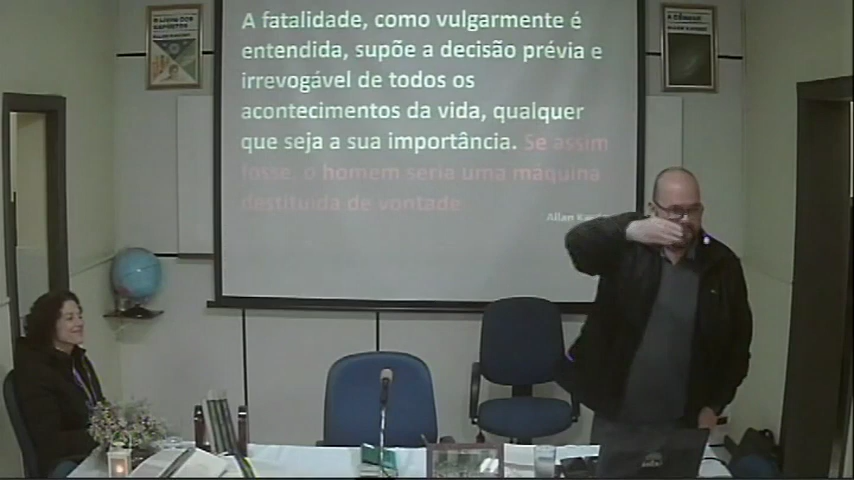 A fatalidade, como vulgarmente é
entendida, supõe a decisão prévia e
irrevogável de todos os
acontecimentos da vida, qualquer
que seja a sua importância. Se assim
fosse, o homem seria uma máquina
destituída de vontade.
Allan